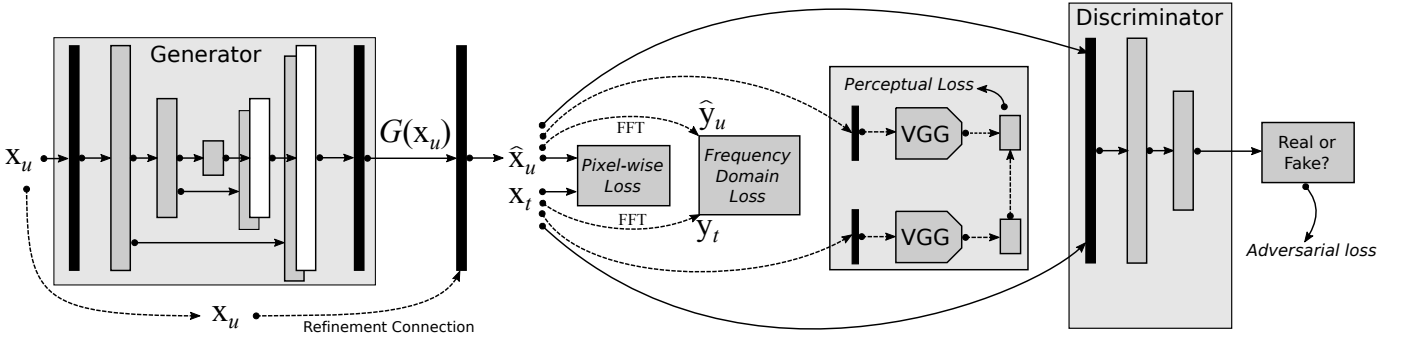 Generator
x_u
G(x_u)
x_u
Refinement Connection
x̂_u
x_t
FFT
FFT
Pixel-wise
Loss
ŷ_u
Frequency
Domain
Loss
y_t
Perceptual Loss
VGG
VGG
Discriminator
Real or
Fake?
Adversarial loss